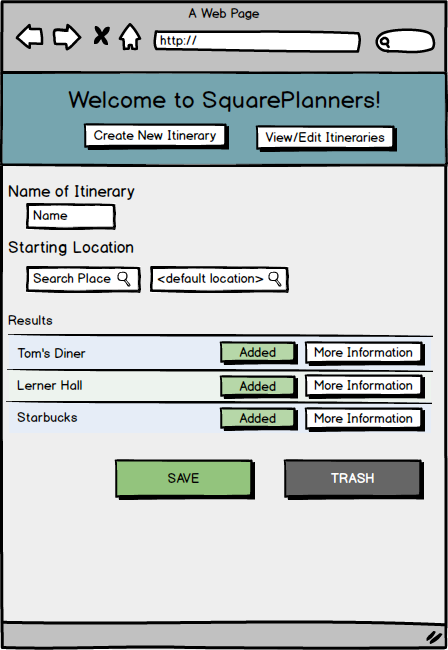 A Web Page
http://
Welcome to SquarePlanners!
Create New Itinerary View/Edit Itineraries
Name of Itinerary
Name
Starting Location
Search Place <default location>
Results
Tom's Diner Added More Information
Lerner Hall Added More Information
Starbucks Added More Information
SAVE TRASH